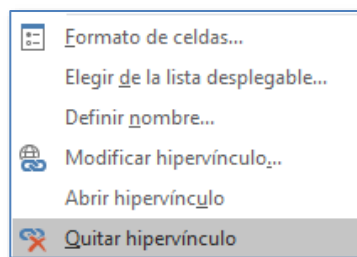 Formato de celdas...
Elegir de la lista desplegable...
Definir nombre...
Modificar hipervínculo...
Abrir hipervínculo
Quitar hipervínculo